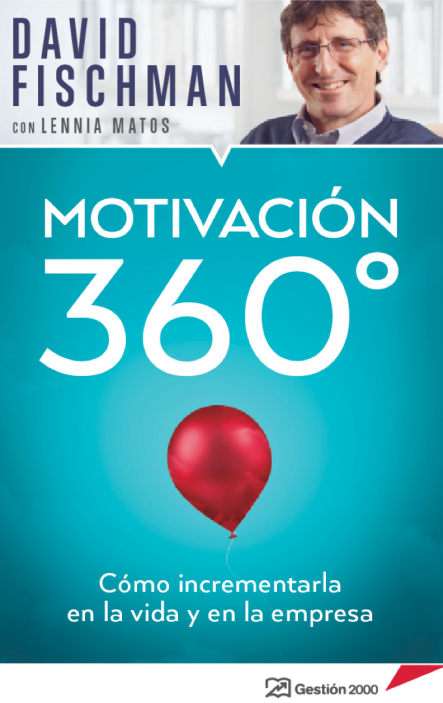 DAVID
FISCHMAN
CON LENNIA MATOS
MOTIVACIÓN
360°
Cómo incrementarla
en la vida y en la empresa
Gestión 2000